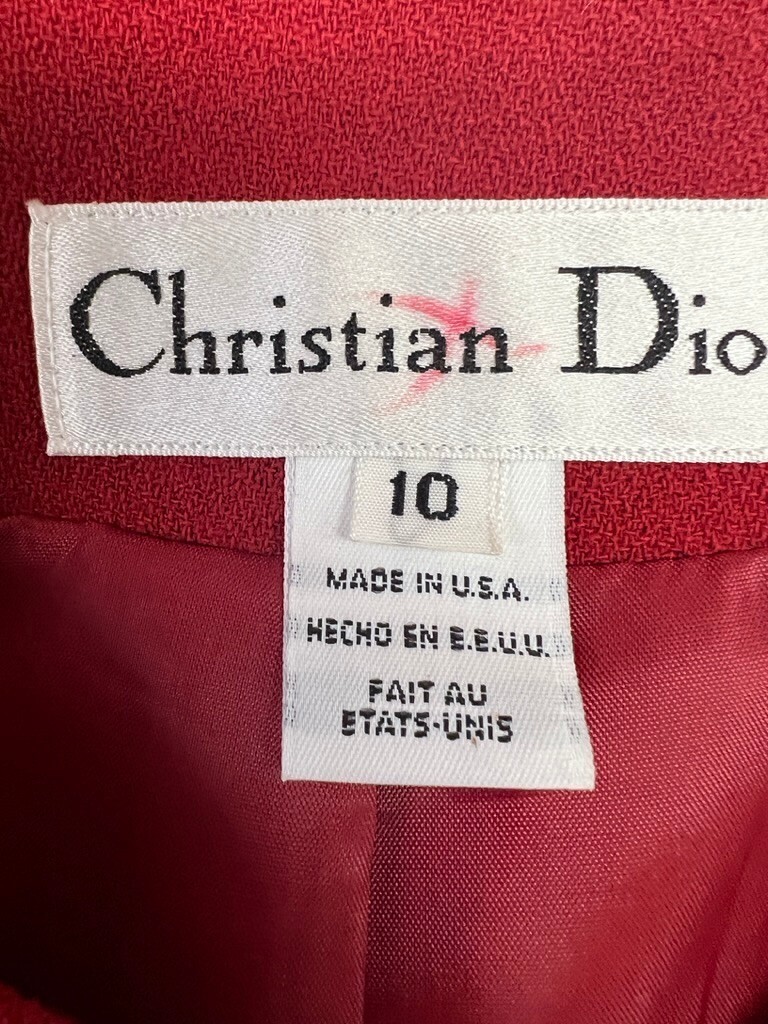 Christian Dio
10
MADE IN U.S.A.
HECHO EN E.E.U.U.
FAIT AU
ETATS-UNIS